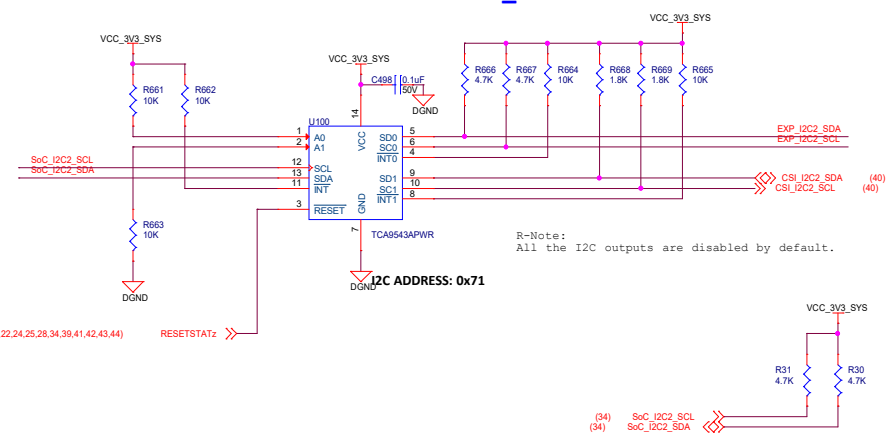 VCC_3V3_SYS
VCC_3V3_SYS
VCC_3V3_SYS
R661
10K
R662
10K
C498
0.1uF
50V
DGND
R666
4.7K
R667
4.7K
R664
10K
R668
1.8K
R669
1.8K
R665
10K
U100
14
VCC
1 A0
2 A1
12 SCL
13 SDA
11 INT
3 RESET
SD0 5
SC0 6
INT0 4
SD1 9
SC1 10
INT1 8
GND
7
TCA9543APWR
EXP_I2C2_SDA
EXP_I2C2_SCL
SoC_I2C2_SCL
SoC_I2C2_SDA
CSI_I2C2_SDA (40)
CSI_I2C2_SCL (40)
R663
10K
DGND
R-Note:
All the I2C outputs are disabled by default.
DGND
I2C ADDRESS: 0x71
22,24,25,28,34,39,41,42,43,44) RESETSTATz
VCC_3V3_SYS
R31
4.7K
R30
4.7K
(34) SoC_I2C2_SCL
(34) SoC_I2C2_SDA